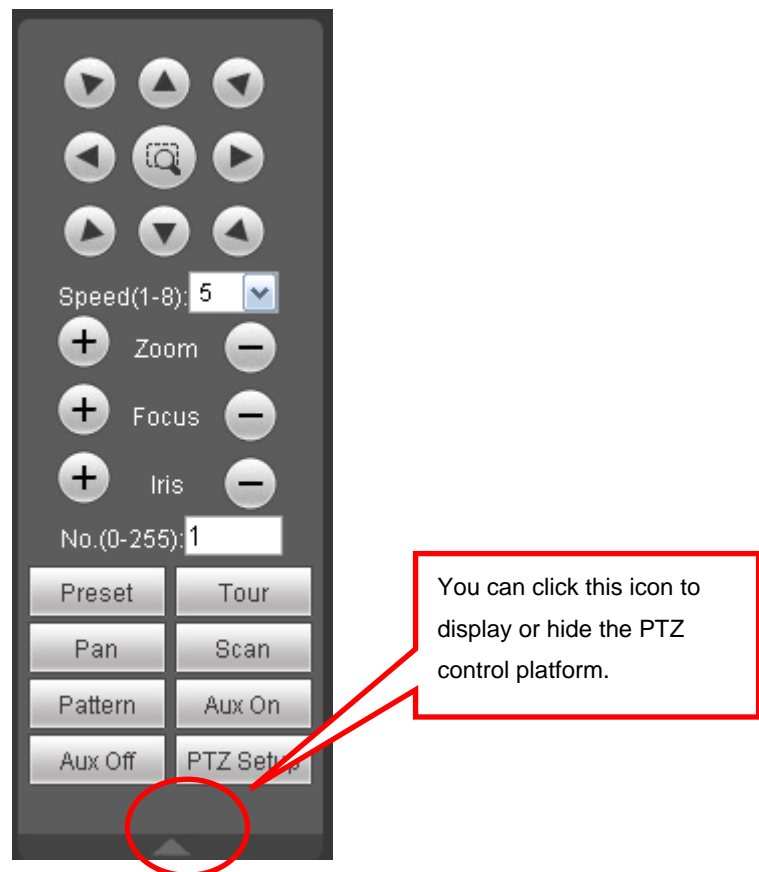 Speed(1-8): 5
+ Zoom −
+ Focus −
+ Iris −
No.(0-255): 1
Preset Tour
Pan Scan
Pattern Aux On
Aux Off PTZ Setup
You can click this icon to
display or hide the PTZ
control platform.